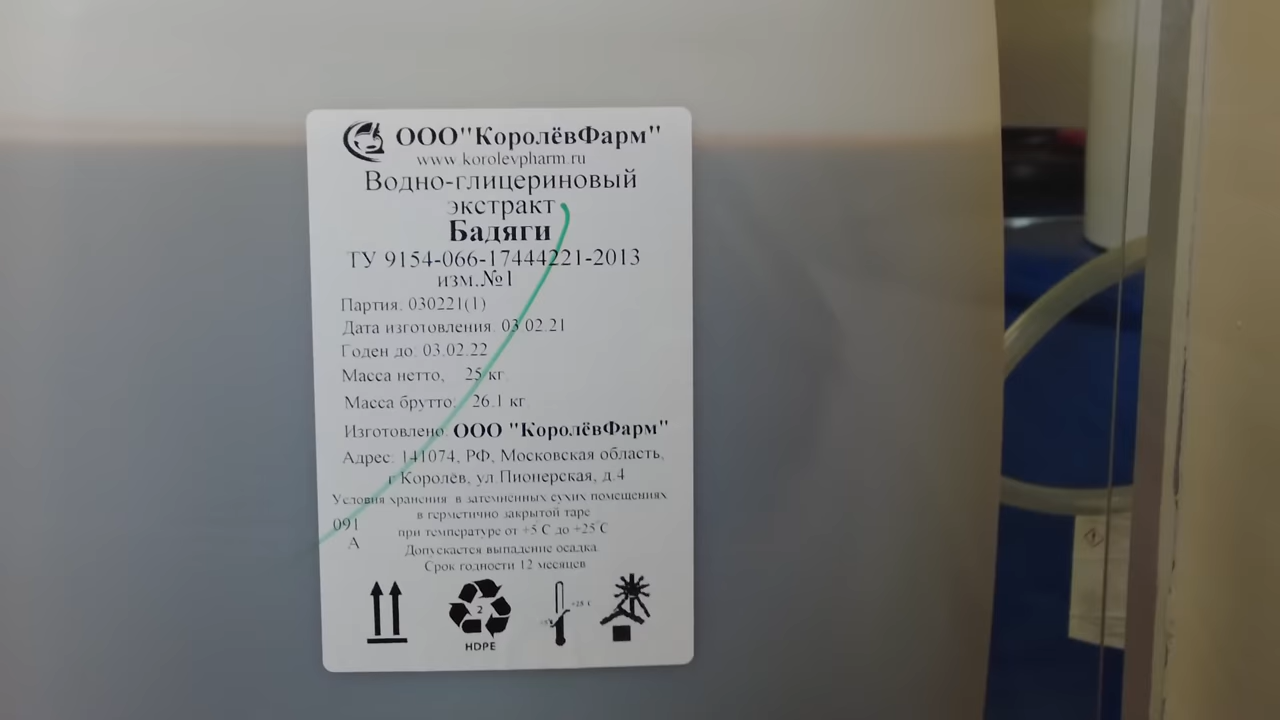 ООО"КоролёвФарм"
www.korolevpharm.ru
Водно-глицериновый
экстракт
Бадяги
ТУ 9154-066-17444221-2013
изм.№1
Партия: 030221(1)
Дата изготовления: 03.02.21
Годен до: 03.02.22
Масса нетто, 25 кг.
Масса брутто: 26.1 кг.
Изготовлено: ООО "КоролёвФарм"
Адрес: 141074, РФ, Московская область,
г.Королёв, ул.Пионерская, д.4
Условия хранения: в затемненных сухих помещениях
в герметично закрытой таре
091 при температуре от +5˚С до +25˚С
А Допускается выпадение осадка.
Срок годности 12 месяцев
2
HDPE